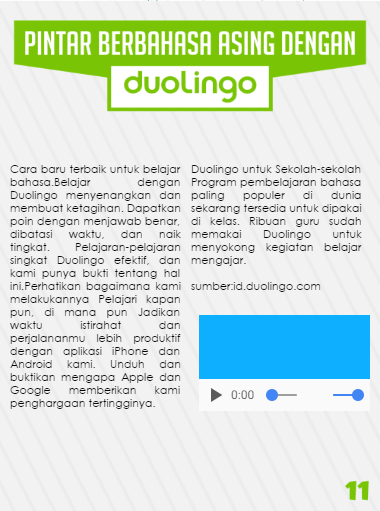 PINTAR BERBAHASA ASING DENGAN
duolingo
Cara baru terbaik untuk belajar
bahasa.Belajar dengan
Duolingo menyenangkan dan
membuat ketagihan. Dapatkan
poin dengan menjawab benar,
dibatasi waktu, dan naik
tingkat. Pelajaran-pelajaran
singkat Duolingo efektif, dan
kami punya bukti tentang hal
ini.Perhatikan bagaimana kami
melakukannya Pelajari kapan
pun, di mana pun Jadikan
waktu istirahat dan
perjalananmu lebih produktif
dengan aplikasi iPhone dan
Android kami. Unduh dan
buktikan mengapa Apple dan
Google memberikan kami
penghargaan tertingginya.
Duolingo untuk Sekolah-sekolah
Program pembelajaran bahasa
paling populer di dunia
sekarang tersedia untuk dipakai
di kelas. Ribuan guru sudah
memakai Duolingo untuk
menyokong kegiatan belajar
mengajar.
sumber:id.duolingo.com
0:00
11